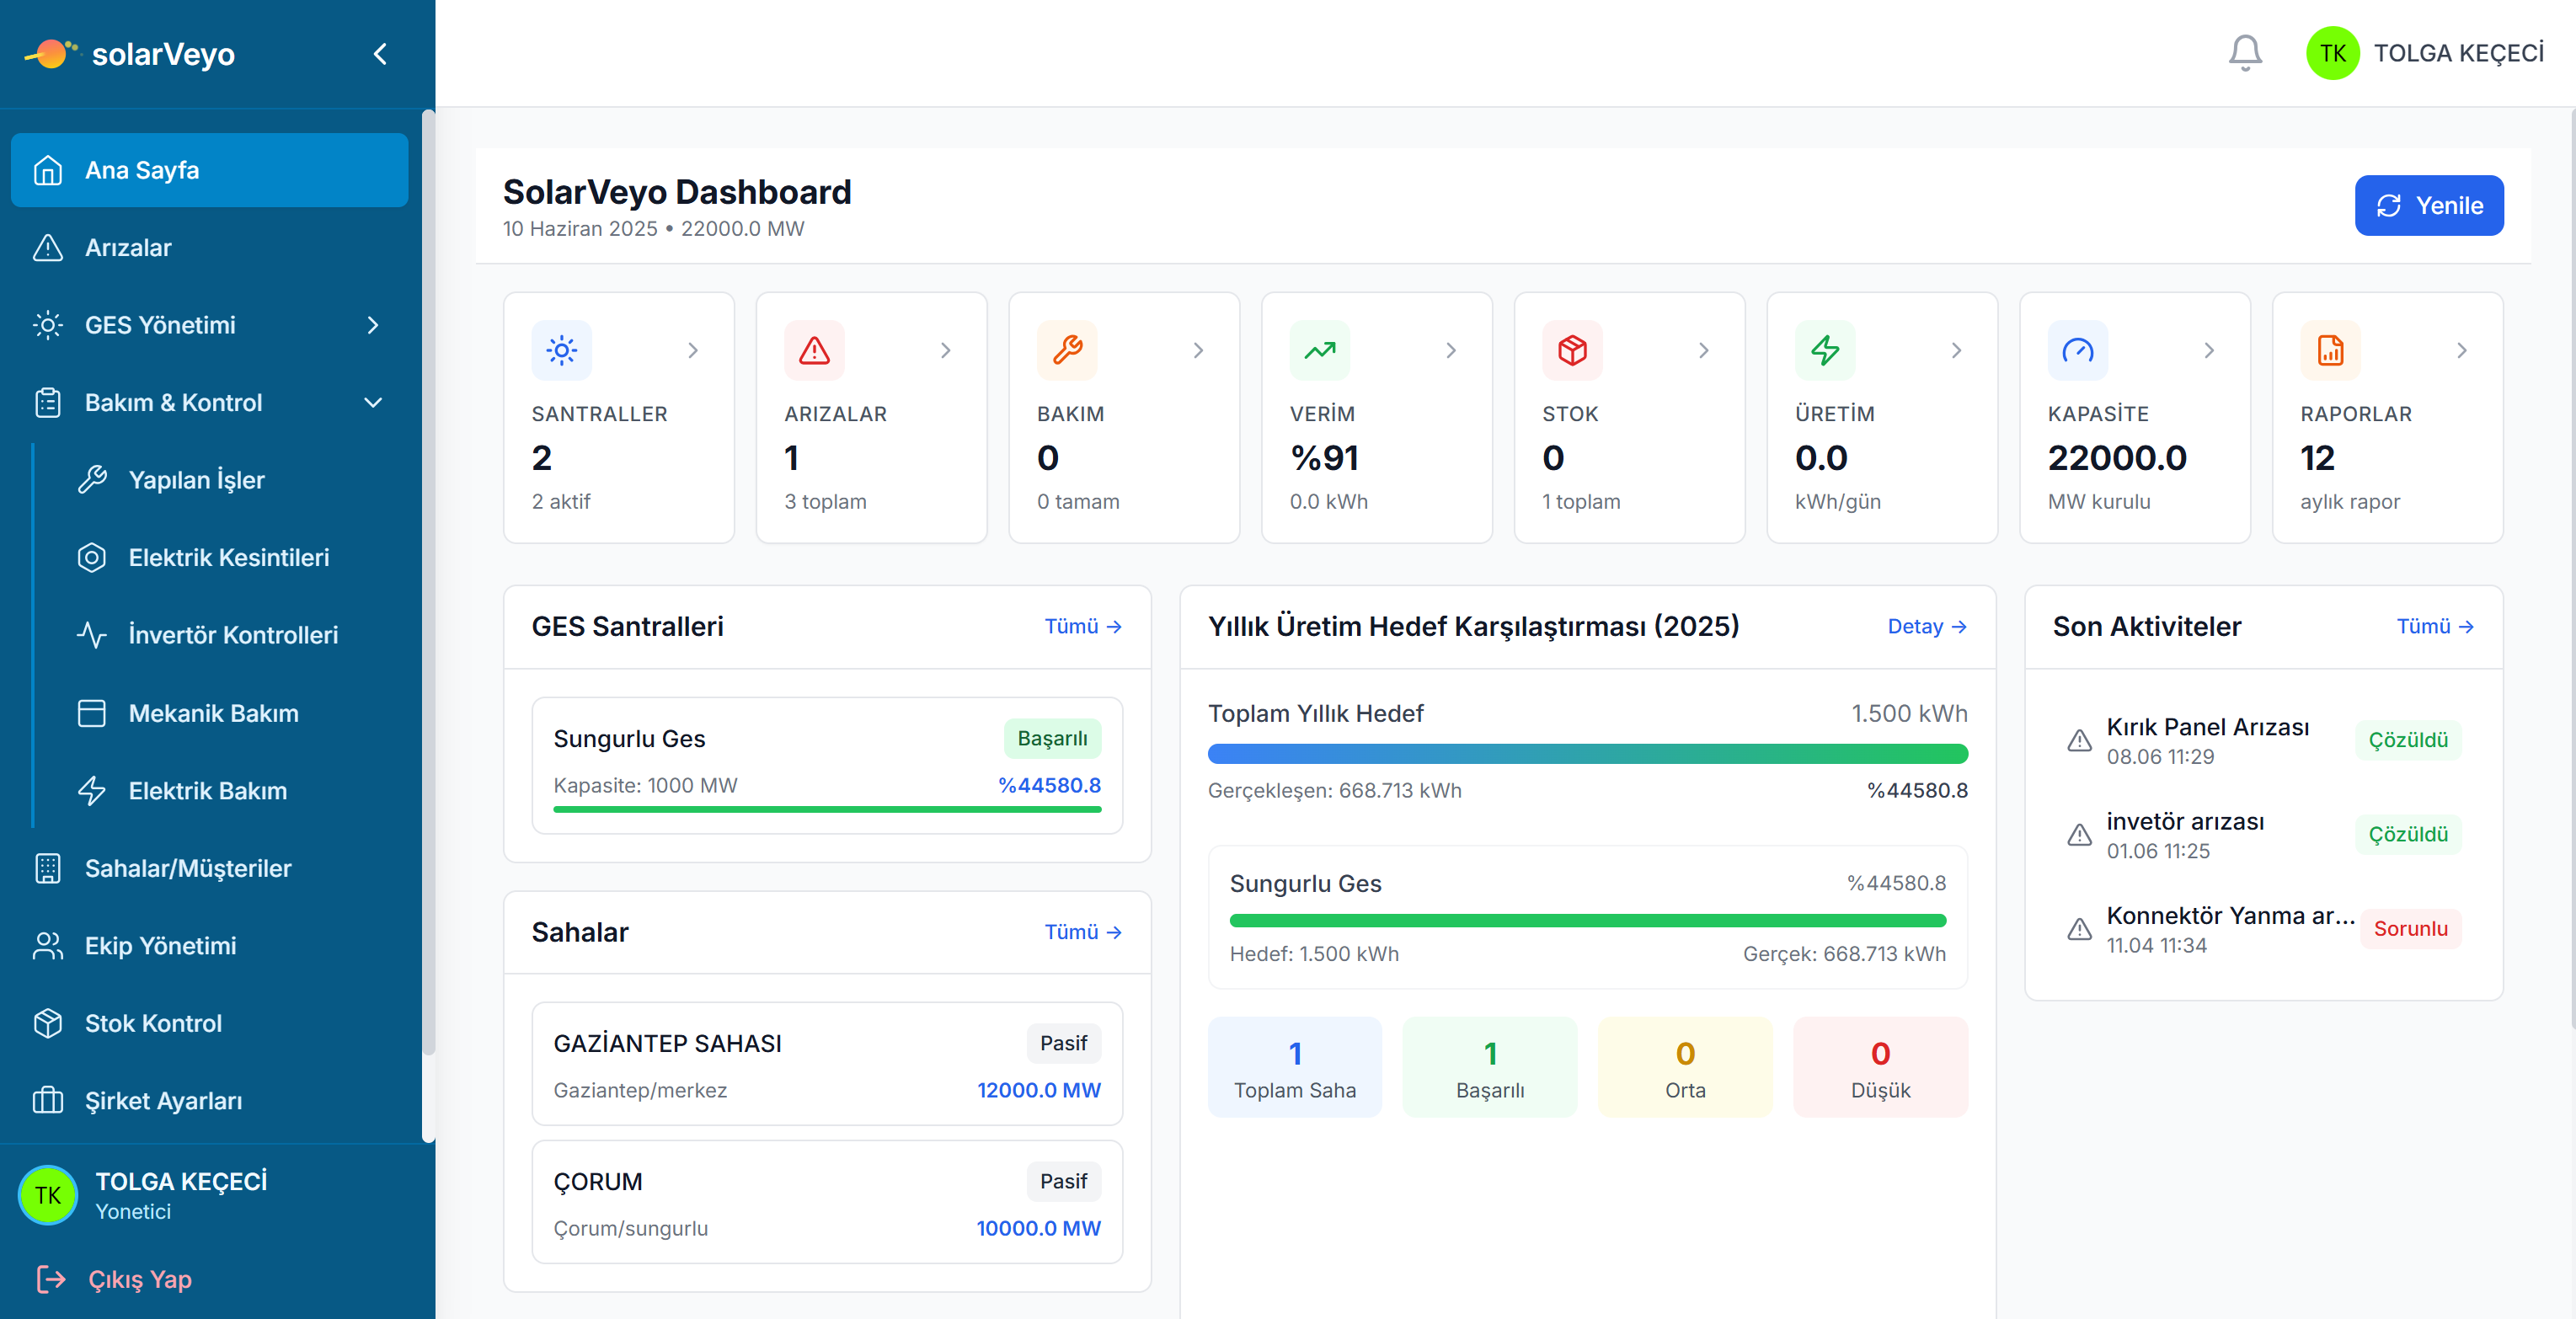 solarVeyo
Ana Sayfa
Arızalar
GES Yönetimi
Bakım & Kontrol
Yapılan İşler
Elektrik Kesintileri
İnvertör Kontrolleri
Mekanik Bakım
Elektrik Bakım
Sahalar/Müşteriler
Ekip Yönetimi
Stok Kontrol
Şirket Ayarları
TK
TOLGA KEÇECİ
Yonetici
Çıkış Yap
TK TOLGA KEÇECİ
SolarVeyo Dashboard
10 Haziran 2025 • 22000.0 MW
Yenile
SANTRALLER
2
2 aktif
ARIZALAR
1
3 toplam
BAKIM
0
0 tamam
VERİM
%91
0.0 kWh
STOK
0
1 toplam
ÜRETİM
0.0
kWh/gün
KAPASİTE
22000.0
MW kurulu
RAPORLAR
12
aylık rapor
GES Santralleri Tümü →
Sungurlu Ges Başarılı
Kapasite: 1000 MW %44580.8
Sahalar Tümü →
GAZİANTEP SAHASI Pasif
Gaziantep/merkez 12000.0 MW
ÇORUM Pasif
Çorum/sungurlu 10000.0 MW
Yıllık Üretim Hedef Karşılaştırması (2025) Detay →
Toplam Yıllık Hedef 1.500 kWh
Gerçekleşen: 668.713 kWh %44580.8
Sungurlu Ges %44580.8
Hedef: 1.500 kWh Gerçek: 668.713 kWh
1
Toplam Saha
1
Başarılı
0
Orta
0
Düşük
Son Aktiviteler Tümü →
Kırık Panel Arızası Çözüldü
08.06 11:29
invetör arızası Çözüldü
01.06 11:25
Konnektör Yanma ar... Sorunlu
11.04 11:34